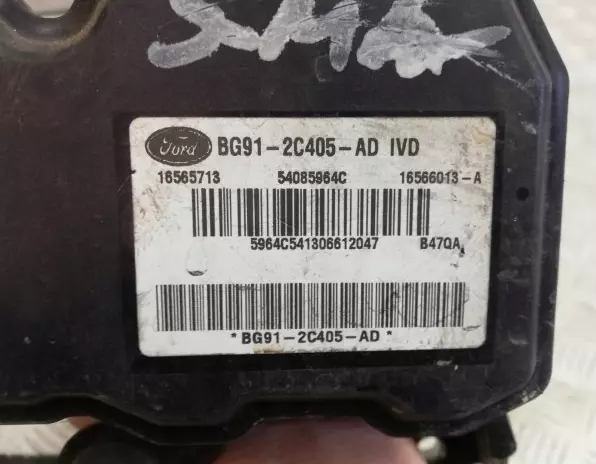 Ford BG91-2C405-AD IVD
16565713 54085964C 16566013-A
5964C541306612047 B47QA
*BG91-2C405-AD*